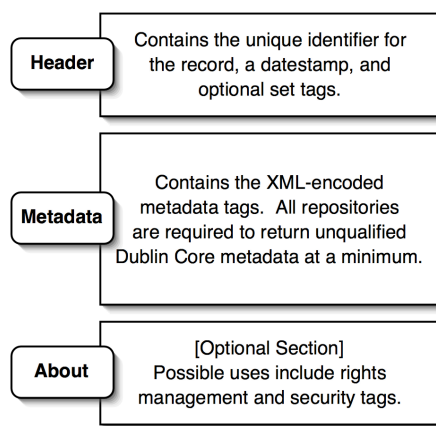 Header
Contains the unique identifier for
the record, a datestamp, and
optional set tags.
Metadata
Contains the XML-encoded
metadata tags.  All repositories
are required to return unqualified
Dublin Core metadata at a minimum.
About
[Optional Section]
Possible uses include rights
management and security tags.